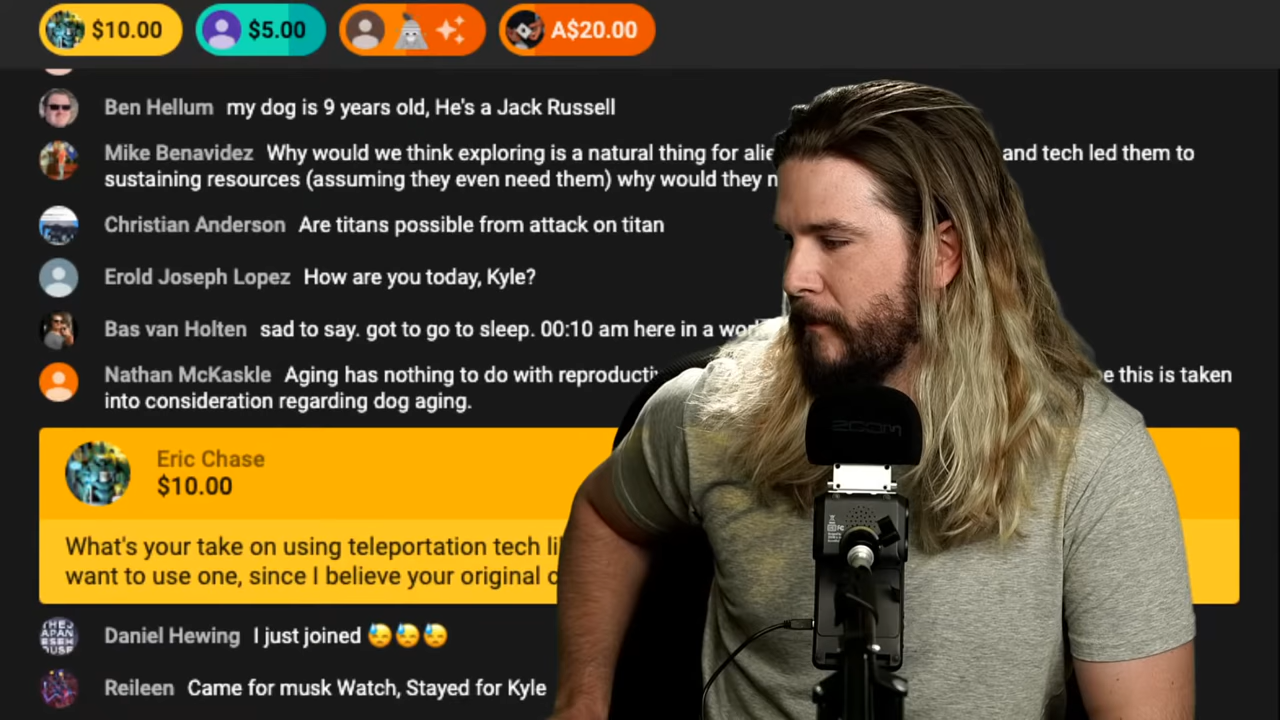 $10.00 $5.00 A$20.00
Ben Hellum my dog is 9 years old, He's a Jack Russell
Mike Benavidez Why would we think exploring is a natural thing for and tech led them to
sustaining resources (assuming they even need them) why would they
Christian Anderson Are titans possible from attack on titan
Erold Joseph Lopez How are you today, Kyle?
Bas van Holten sad to say. got to go to sleep. 00:10 am here in a
Nathan McKaskle Aging has nothing to do with this is taken
into consideration regarding dog aging.
Eric Chase
$10.00
What's your take on using teleportation tech
want to use one, since I believe your original
Daniel Hewing I just joined 😓😓😓
Reileen Came for musk Watch, Stayed for Kyle
ZOOM